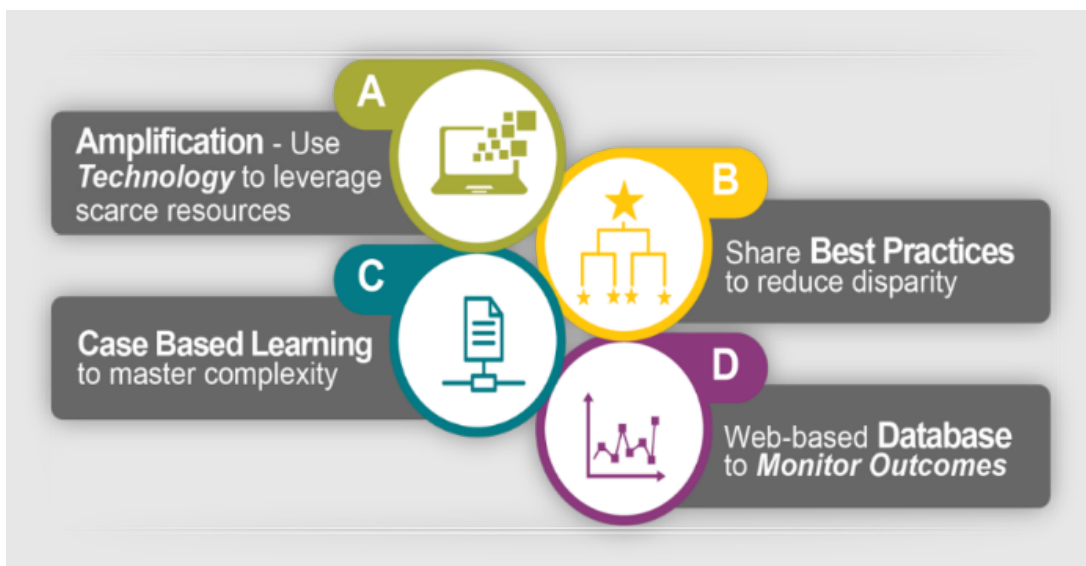 A
Amplification - Use
Technology to leverage
scarce resources
B
Share Best Practices
to reduce disparity
C
Case Based Learning
to master complexity
D
Web-based Database
to Monitor Outcomes